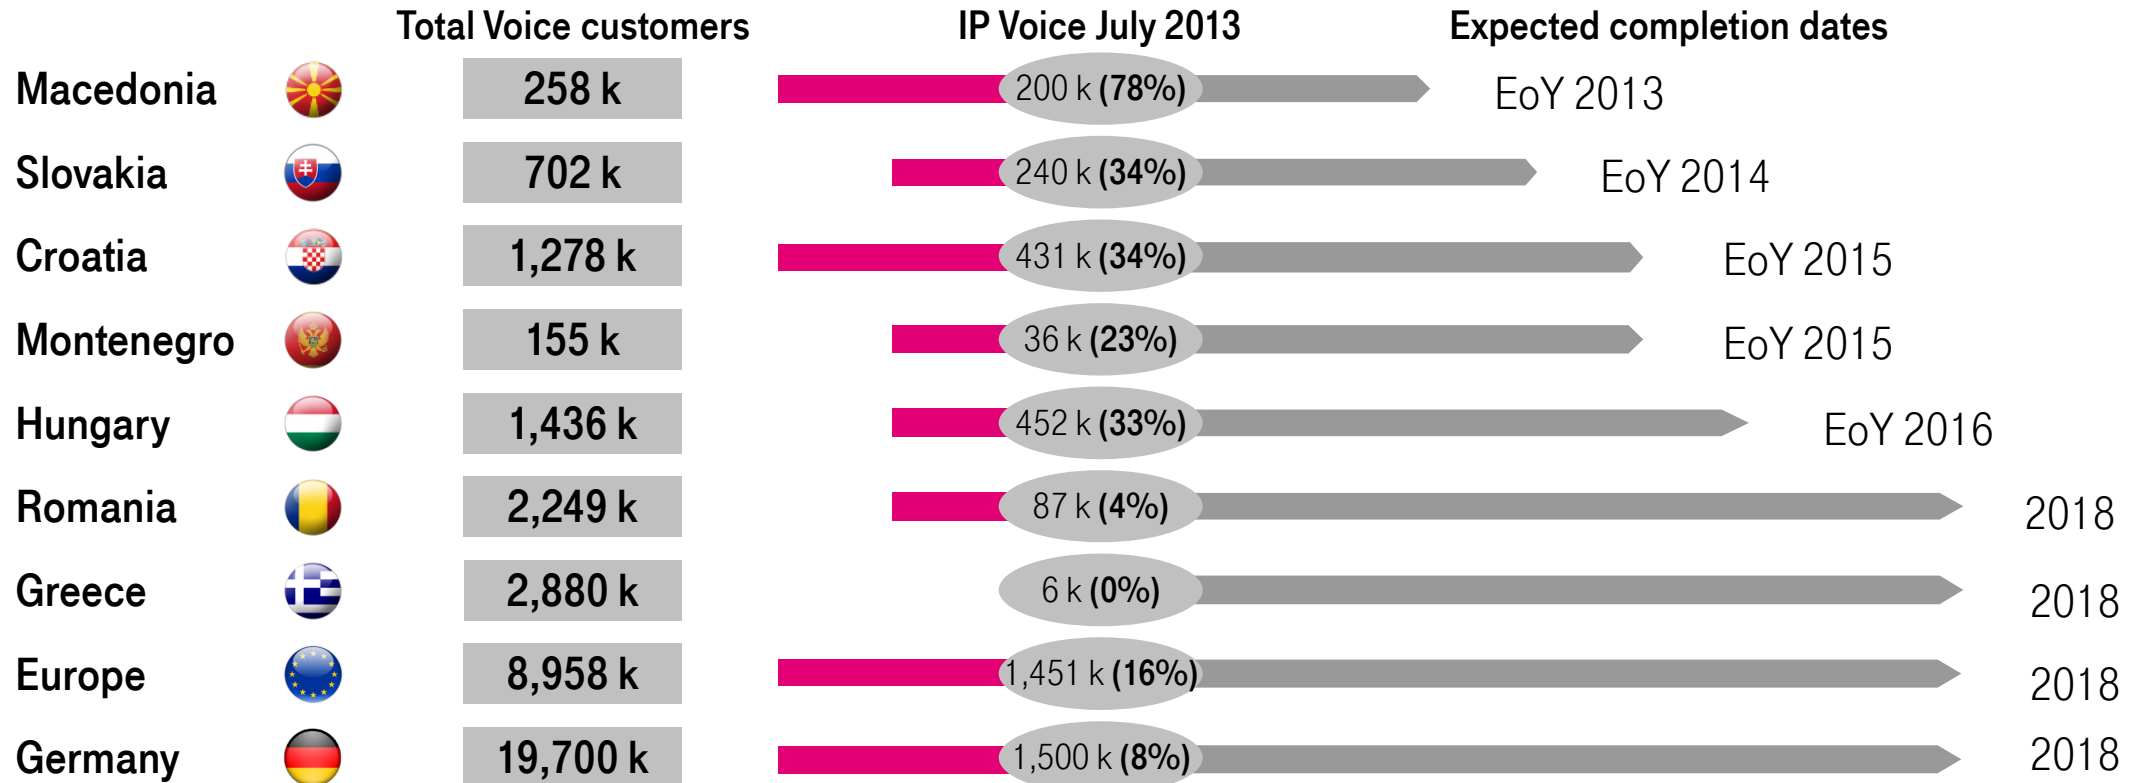 Total Voice customers IP Voice July 2013 Expected completion dates
Macedonia 258 k 200 k (78%) EoY 2013
Slovakia 702 k 240 k (34%) EoY 2014
Croatia 1,278 k 431 k (34%) EoY 2015
Montenegro 155 k 36 k (23%) EoY 2015
Hungary 1,436 k 452 k (33%) EoY 2016
Romania 2,249 k 87 k (4%) 2018
Greece 2,880 k 6 k (0%) 2018
Europe 8,958 k 1,451 k (16%) 2018
Germany 19,700 k 1,500 k (8%) 2018